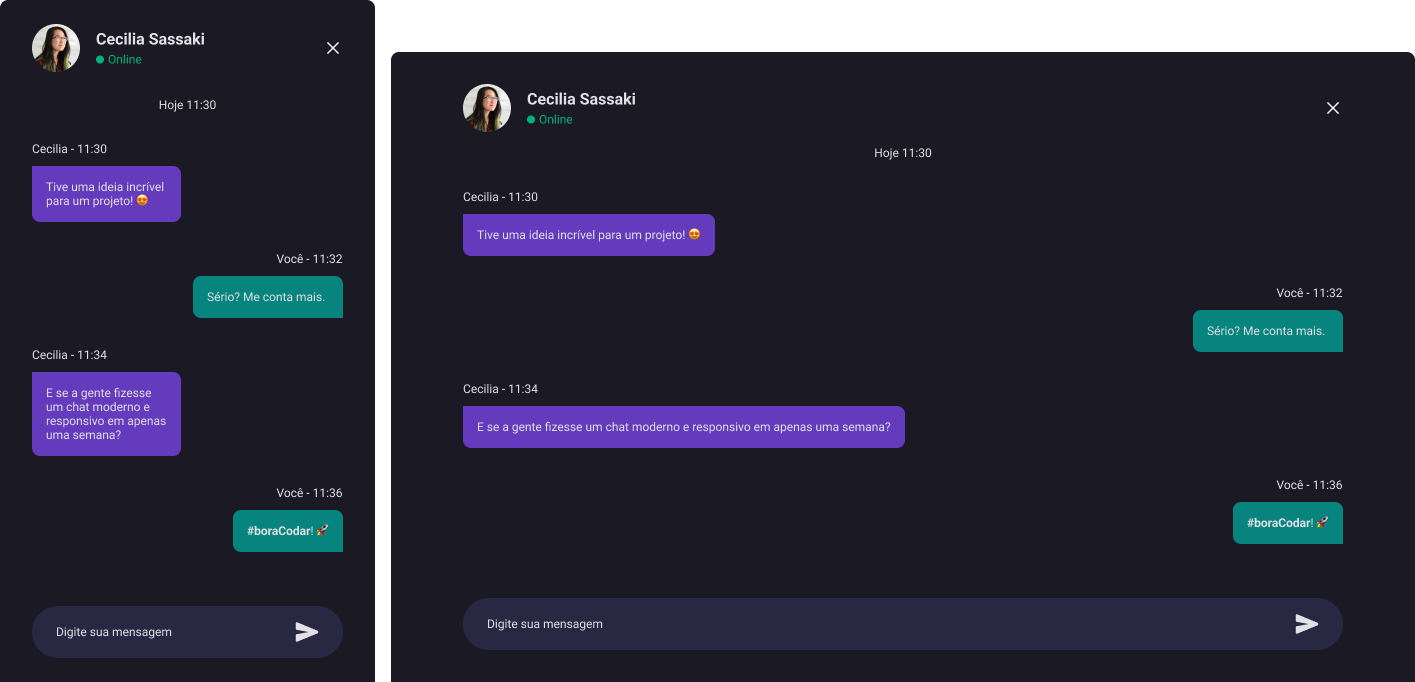 Cecilia Sassaki
Online
Hoje 11:30
Cecilia - 11:30
Tive uma ideia incrível
para um projeto! 😍
Você - 11:32
Sério? Me conta mais.
Cecilia - 11:34
E se a gente fizesse
um chat moderno e
responsivo em apenas
uma semana?
Você - 11:36
#boraCodar! 🚀
Digite sua mensagem
Cecilia Sassaki
Online
Hoje 11:30
Cecilia - 11:30
Tive uma ideia incrível para um projeto! 😍
Você - 11:32
Sério? Me conta mais.
Cecilia - 11:34
E se a gente fizesse um chat moderno e responsivo em apenas uma semana?
Você - 11:36
#boraCodar! 🚀
Digite sua mensagem